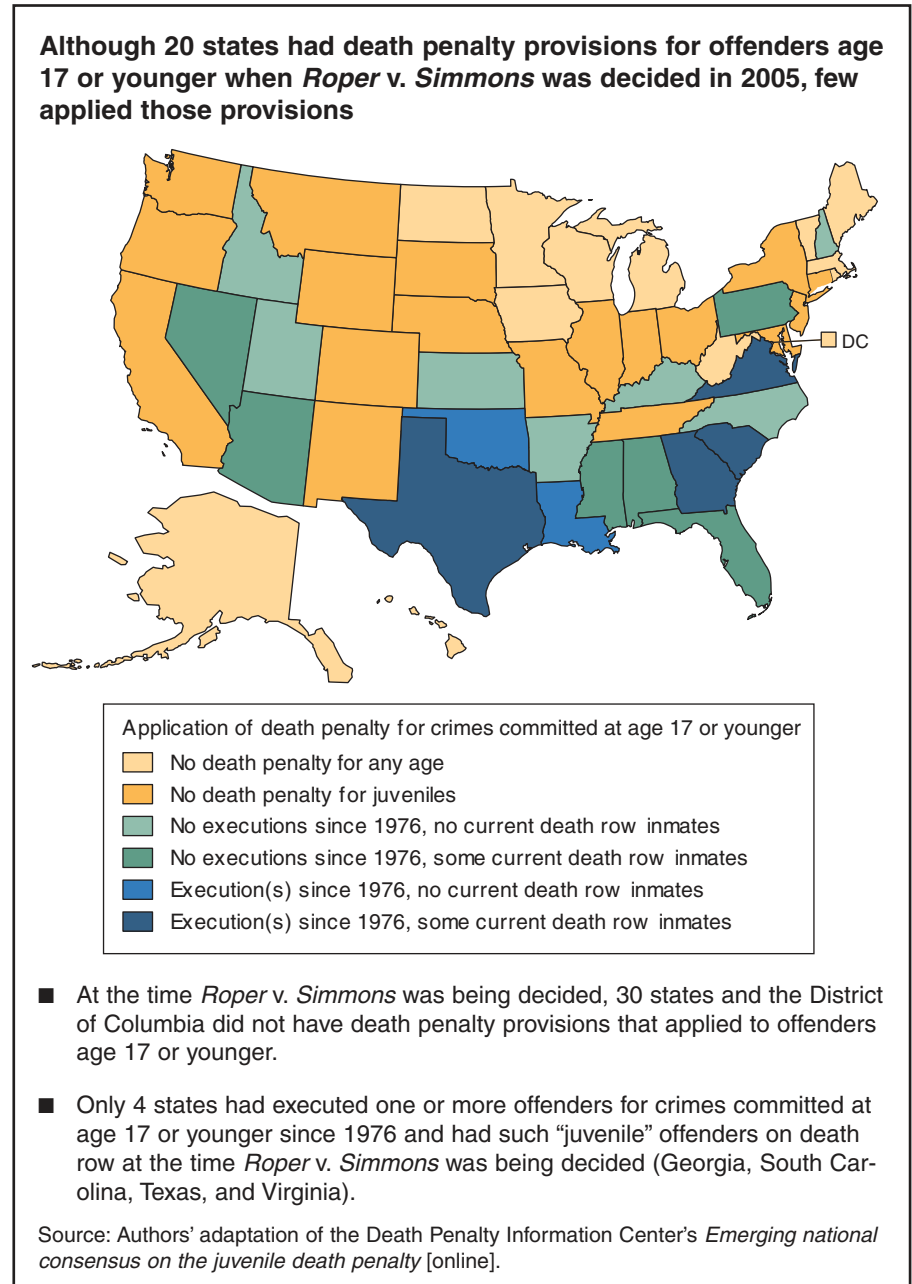 Although 20 states had death penalty provisions for offenders age
17 or younger when Roper v. Simmons was decided in 2005, few
applied those provisions
DC
Application of death penalty for crimes committed at age 17 or younger
No death penalty for any age
No death penalty for juveniles
No executions since 1976, no current death row inmates
No executions since 1976, some current death row inmates
Execution(s) since 1976, no current death row inmates
Execution(s) since 1976, some current death row inmates
■ At the time Roper v. Simmons was being decided, 30 states and the District
of Columbia did not have death penalty provisions that applied to offenders
age 17 or younger.
■ Only 4 states had executed one or more offenders for crimes committed at
age 17 or younger since 1976 and had such “juvenile” offenders on death
row at the time Roper v. Simmons was being decided (Georgia, South Car-
olina, Texas, and Virginia).
Source: Authors’ adaptation of the Death Penalty Information Center’s Emerging national
consensus on the juvenile death penalty [online].